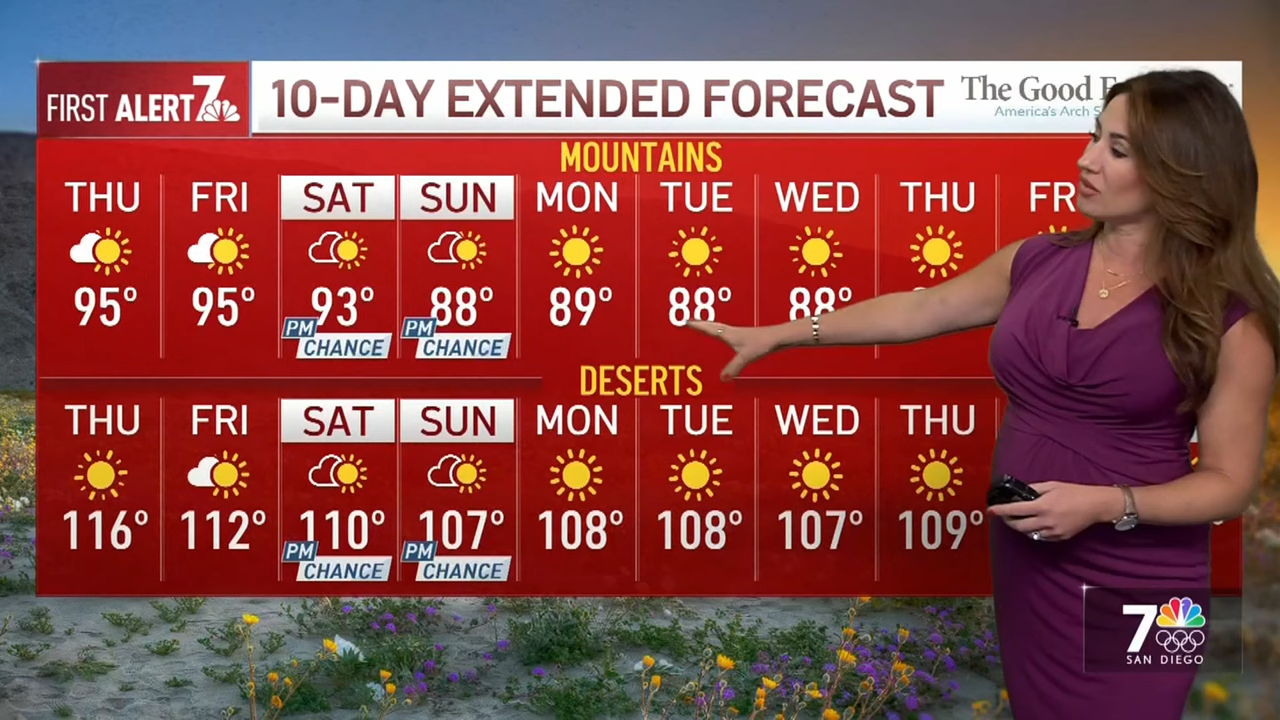 FIRST ALERT 7
10-DAY EXTENDED FORECAST
The Good
America's Arch
MOUNTAINS
THU FRI SAT SUN MON TUE WED THU FR
95° 95° 93° 88° 89° 88° 88°
PM CHANCE PM CHANCE
DESERTS
THU FRI SAT SUN MON TUE WED THU
116° 112° 110° 107° 108° 108° 107° 109°
PM CHANCE PM CHANCE
7
SAN DIEGO